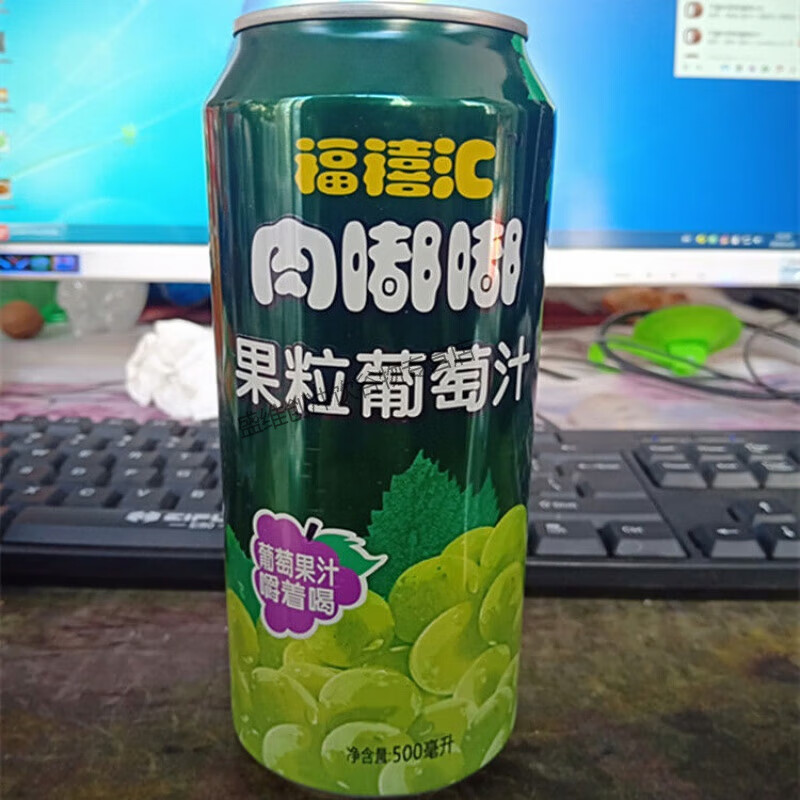 福禧汇
肉嘟嘟
果粒葡萄汁
葡萄果汁
嚼着喝
净含量:500毫升
Ctrl